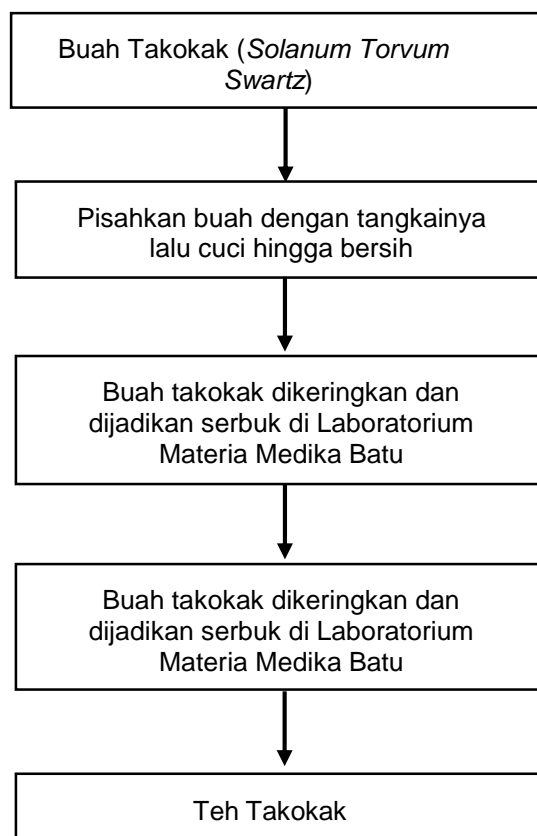 Buah Takokak (Solanum Torvum
Swartz)
Pisahkan buah dengan tangkainya
lalu cuci hingga bersih
Buah takokak dikeringkan dan
dijadikan serbuk di Laboratorium
Materia Medika Batu
Buah takokak dikeringkan dan
dijadikan serbuk di Laboratorium
Materia Medika Batu
Teh Takokak